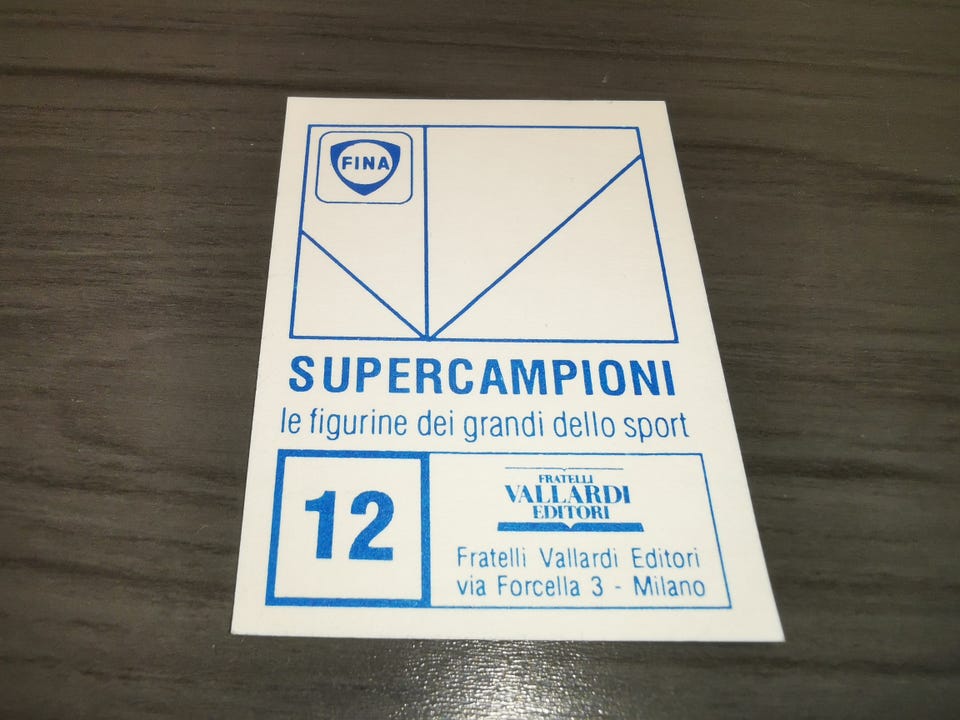 FINA
SUPERCAMPIONI
le figurine dei grandi dello sport
12
FRATELLI
VALLARDI
EDITORI
Fratelli Vallardi Editori
via Forcella 3 - Milano